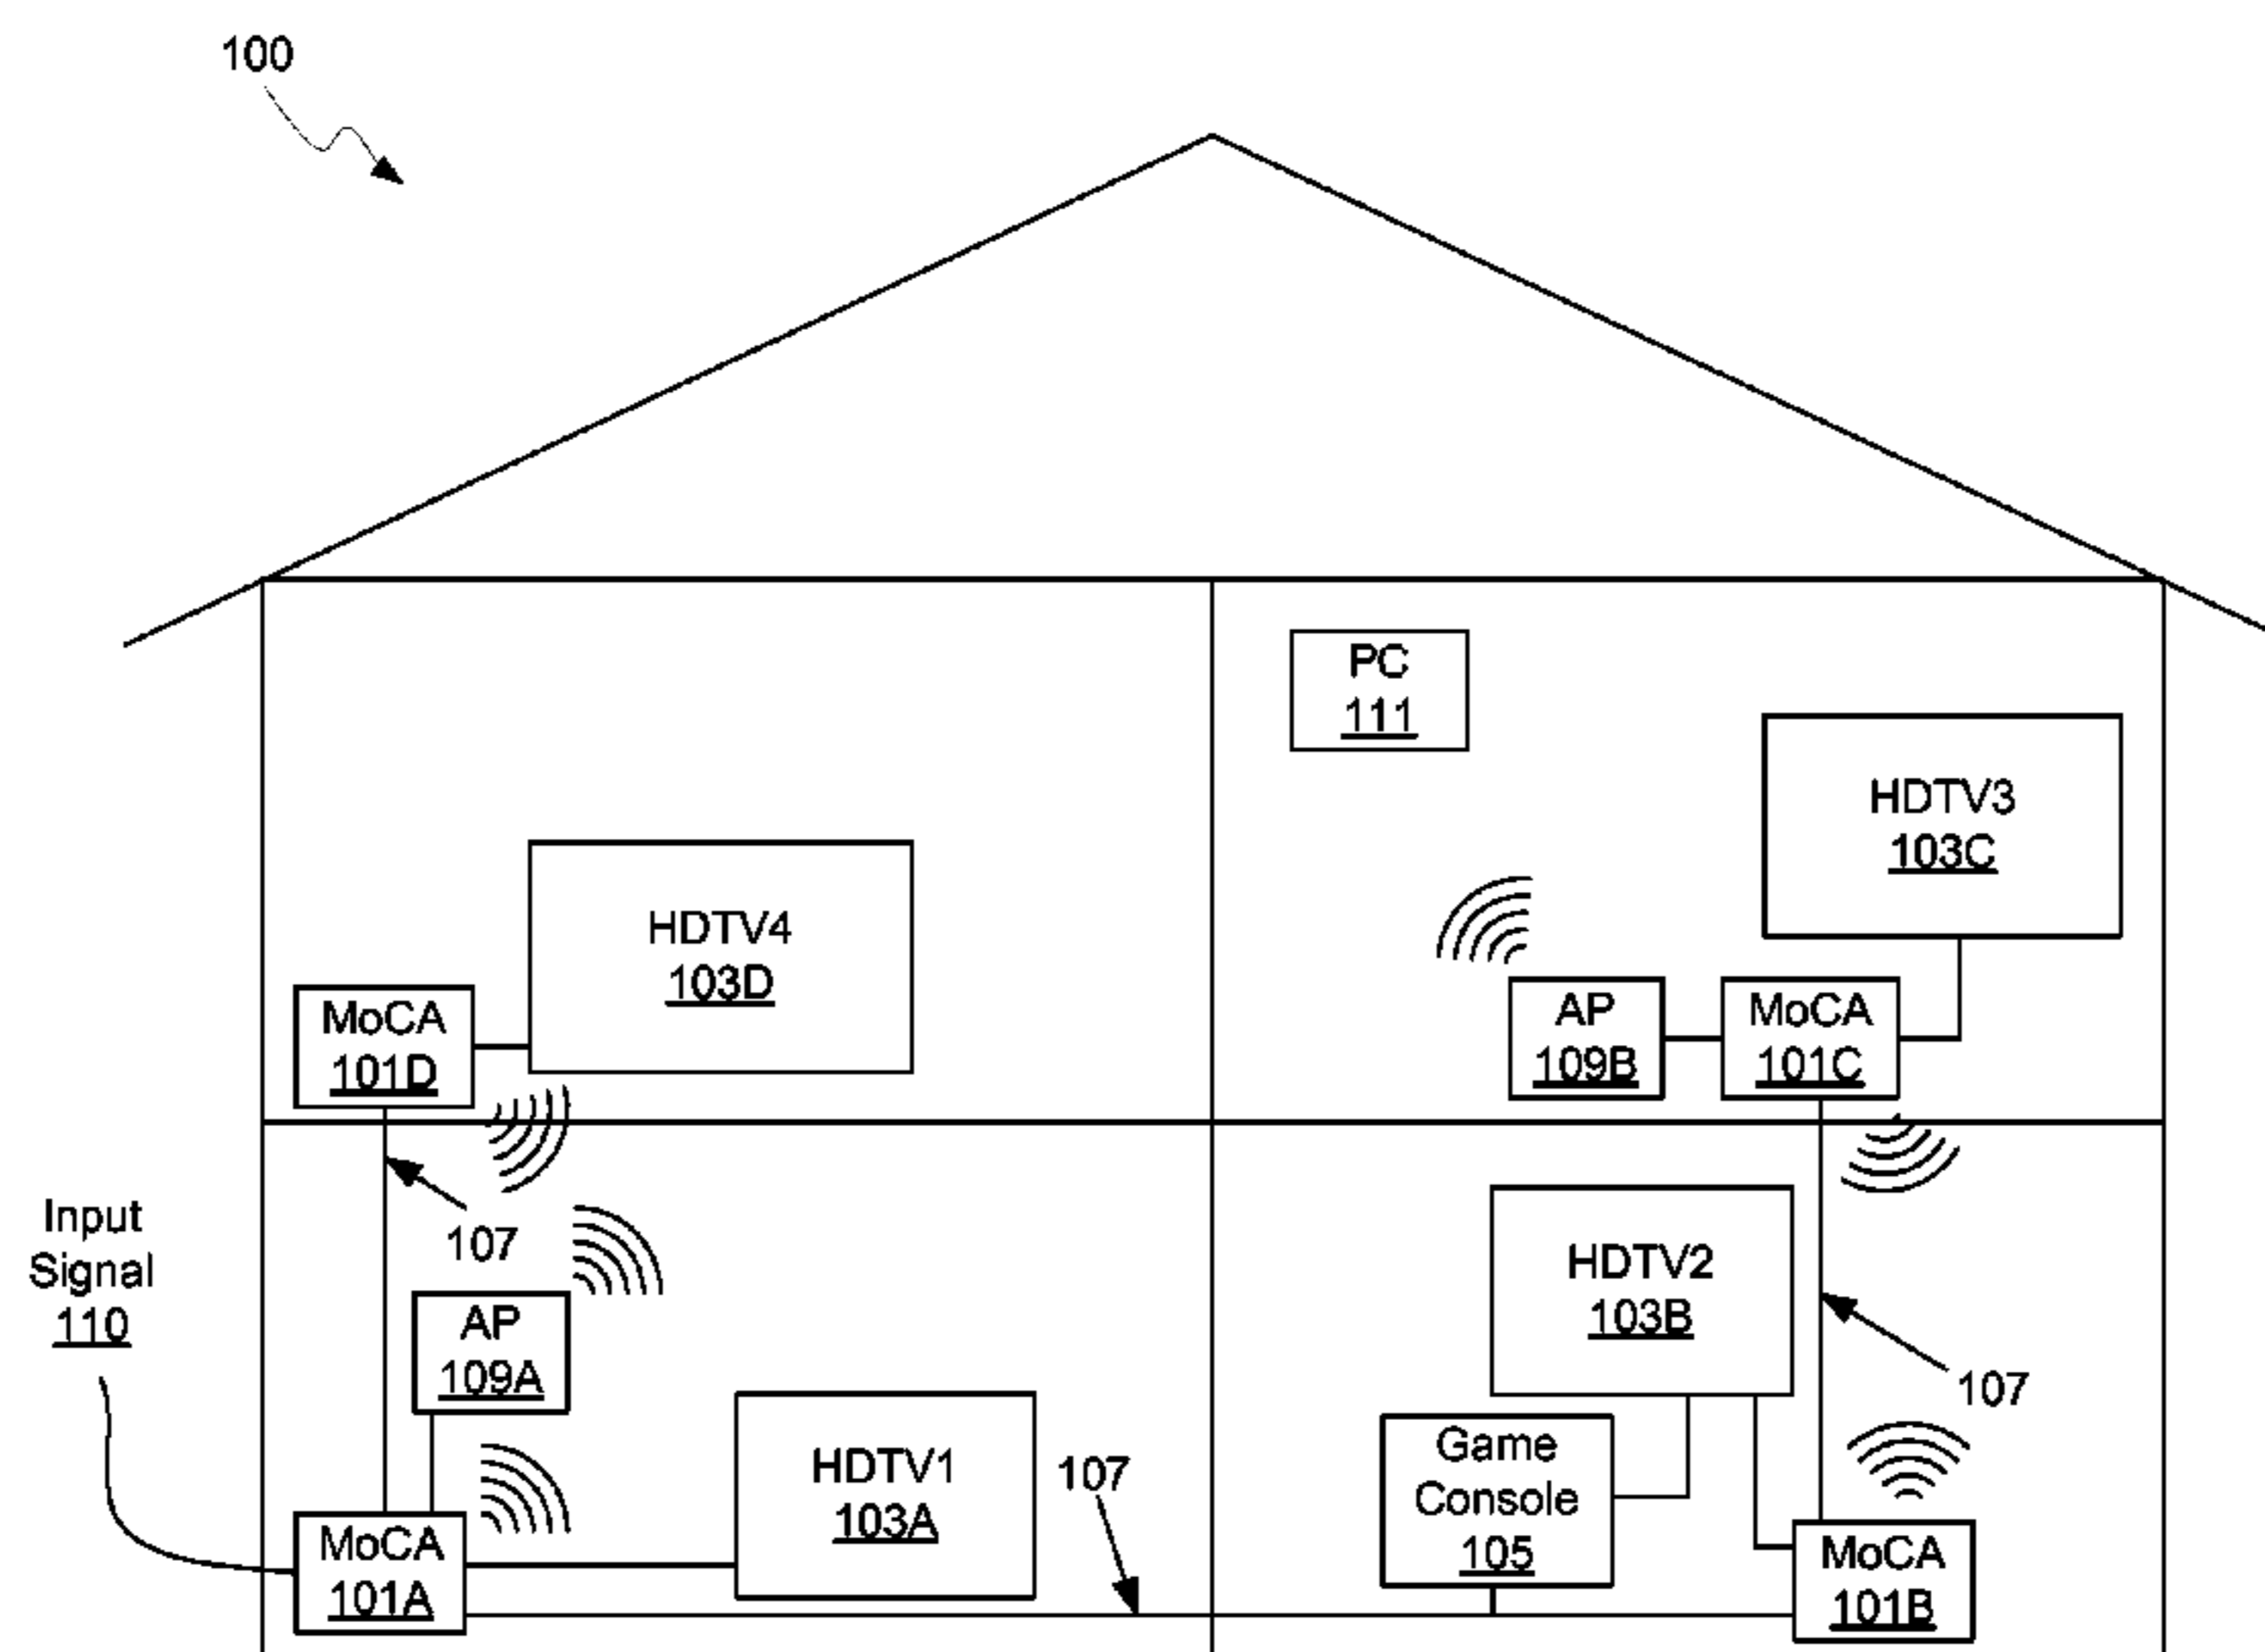 100
PC
111
HDTV3
103C
HDTV4
103D
MoCA
101D
AP
109B
MoCA
101C
107
Input
Signal
110
AP
109A
HDTV2
103B
107
HDTV1
103A
107
Game
Console
105
MoCA
101A
MoCA
101B